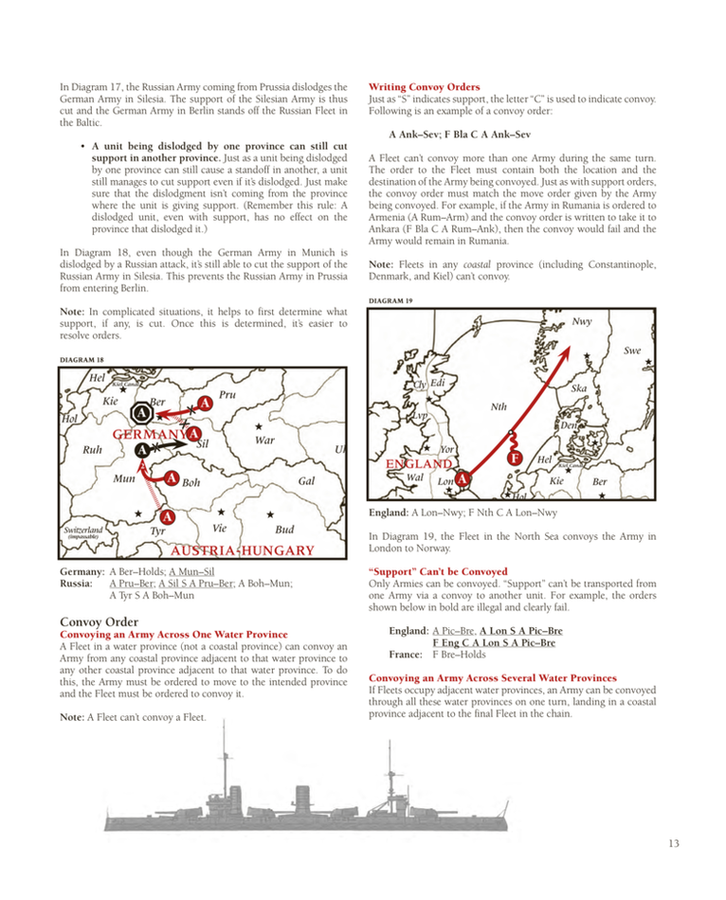 In Diagram 17, the Russian Army coming from Prussia dislodges the
German Army in Silesia. The support of the Silesian Army is thus
cut and the German Army in Berlin stands off the Russian Fleet in
the Baltic.
• A unit being dislodged by one province can still cut
support in another province. Just as a unit being dislodged
by one province can still cause a standoff in another, a unit
still manages to cut support even if it's dislodged. Just make
sure that the dislodgment isn't coming from the province
where the unit is giving support. (Remember this rule: A
dislodged unit, even with support, has no effect on the
province that dislodged it.)
In Diagram 18, even though the German Army in Munich is
dislodged by a Russian attack, it's still able to cut the support of the
Russian Army in Silesia. This prevents the Russian Army in Prussia
from entering Berlin.
Note: In complicated situations, it helps to first determine what
support, if any, is cut. Once this is determined, it's easier to
resolve orders.
DIAGRAM 18
Hel
Kiel Canal
Kie
Ber
Pru
A
A
Hol
GERMANY
A
Sil
War
Ruh
A
Ukr
Mun
A
Boh
Gal
A
Switzerland
(impassable)
Tyr
Vie
Bud
AUSTRIA-HUNGARY
Germany: A Ber–Holds; A Mun–Sil
Russia: A Pru–Ber; A Sil S A Pru–Ber; A Boh–Mun;
A Tyr S A Boh–Mun
Convoy Order
Convoying an Army Across One Water Province
A Fleet in a water province (not a coastal province) can convoy an
Army from any coastal province adjacent to that water province to
any other coastal province adjacent to that water province. To do
this, the Army must be ordered to move to the intended province
and the Fleet must be ordered to convoy it.
Note: A Fleet can't convoy a Fleet.
Writing Convoy Orders
Just as "S" indicates support, the letter "C" is used to indicate convoy.
Following is an example of a convoy order:
A Ank–Sev; F Bla C A Ank–Sev
A Fleet can't convoy more than one Army during the same turn.
The order to the Fleet must contain both the location and the
destination of the Army being convoyed. Just as with support orders,
the convoy order must match the move order given by the Army
being convoyed. For example, if the Army in Rumania is ordered to
Armenia (A Rum–Arm) and the convoy order is written to take it to
Ankara (F Bla C A Rum–Ank), then the convoy would fail and the
Army would remain in Rumania.
Note: Fleets in any coastal province (including Constantinople,
Denmark, and Kiel) can't convoy.
DIAGRAM 19
Nwy
Swe
Cly
Edi
Ska
Nth
Lvp
Den
Yor
F
Hel
ENGLAND
Kiel Canal
Wal
Lon
A
Kie
Ber
Hol
England: A Lon–Nwy; F Nth C A Lon–Nwy
In Diagram 19, the Fleet in the North Sea convoys the Army in
London to Norway.
"Support" Can't be Convoyed
Only Armies can be convoyed. "Support" can't be transported from
one Army via a convoy to another unit. For example, the orders
shown below in bold are illegal and clearly fail.
England: A Pic–Bre, A Lon S A Pic–Bre
F Eng C A Lon S A Pic–Bre
France: F Bre–Holds
Convoying an Army Across Several Water Provinces
If Fleets occupy adjacent water provinces, an Army can be convoyed
through all these water provinces on one turn, landing in a coastal
province adjacent to the final Fleet in the chain.
13